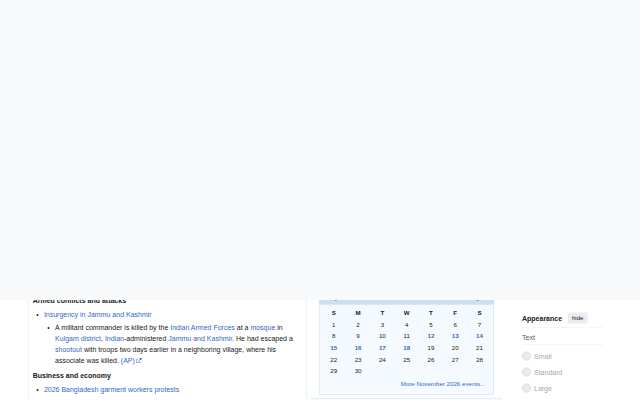 Armed conflicts and attacks
• Insurgency in Jammu and Kashmir
• A militant commander is killed by the Indian Armed Forces at a mosque in
Kulgam district, Indian-administered Jammu and Kashmir. He had escaped a
shootout with troops two days earlier in a neighboring village, where his
associate was killed. (AP)
Business and economy
• 2026 Bangladesh garment workers protests
S M T W T F S
1 2 3 4 5 6 7
8 9 10 11 12 13 14
15 16 17 18 19 20 21
22 23 24 25 26 27 28
29 30
More November 2026 events...
Appearance hide
Text
Small
Standard
Large